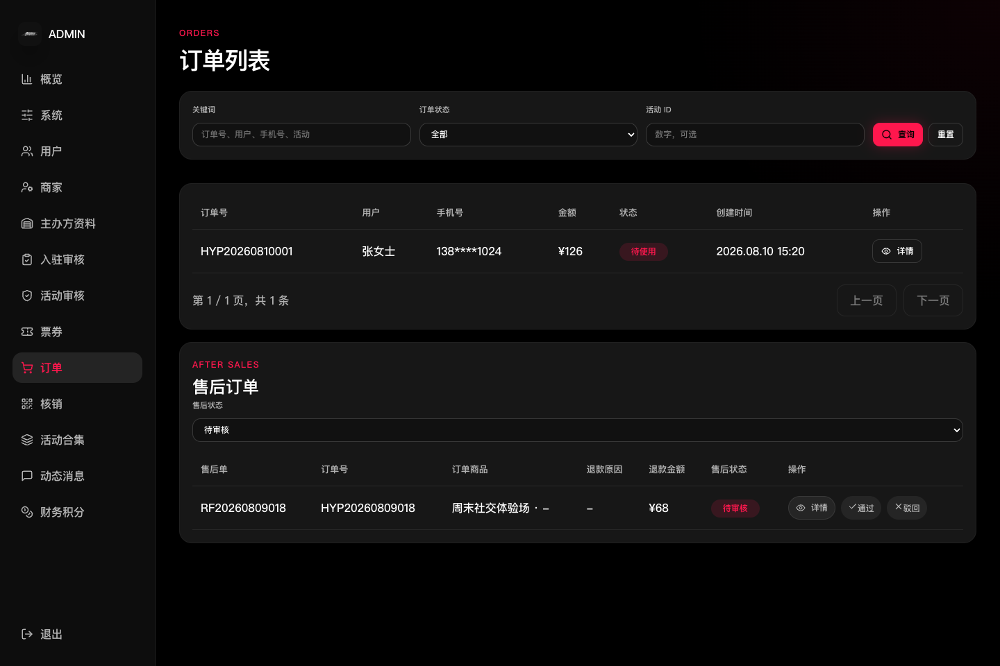 ADMIN
概览
系统
用户
商家
主办方资料
入驻审核
活动审核
票券
订单
核销
活动合集
动态消息
财务积分
退出
ORDERS
订单列表
关键词 订单状态 活动 ID
订单号、用户、手机号、活动 全部 数字，可选 查询 重置
订单号 用户 手机号 金额 状态 创建时间 操作
HYP20260810001 张女士 138****1024 ¥126 待使用 2026.08.10 15:20 详情
第 1 / 1 页，共 1 条 上一页 下一页
AFTER SALES
售后订单
售后状态
待审核
售后单 订单号 订单商品 退款原因 退款金额 售后状态 操作
RF20260809018 HYP20260809018 周末社交体验场 · – – ¥68 待审核 详情 通过 驳回